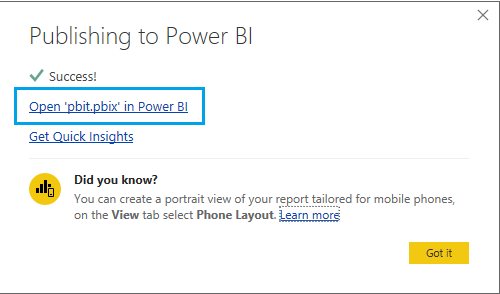 Publishing to Power BI
Success!
Open 'pbit.pbix' in Power BI
Get Quick Insights
Did you know?
You can create a portrait view of your report tailored for mobile phones,
on the View tab select Phone Layout. Learn more
Got it